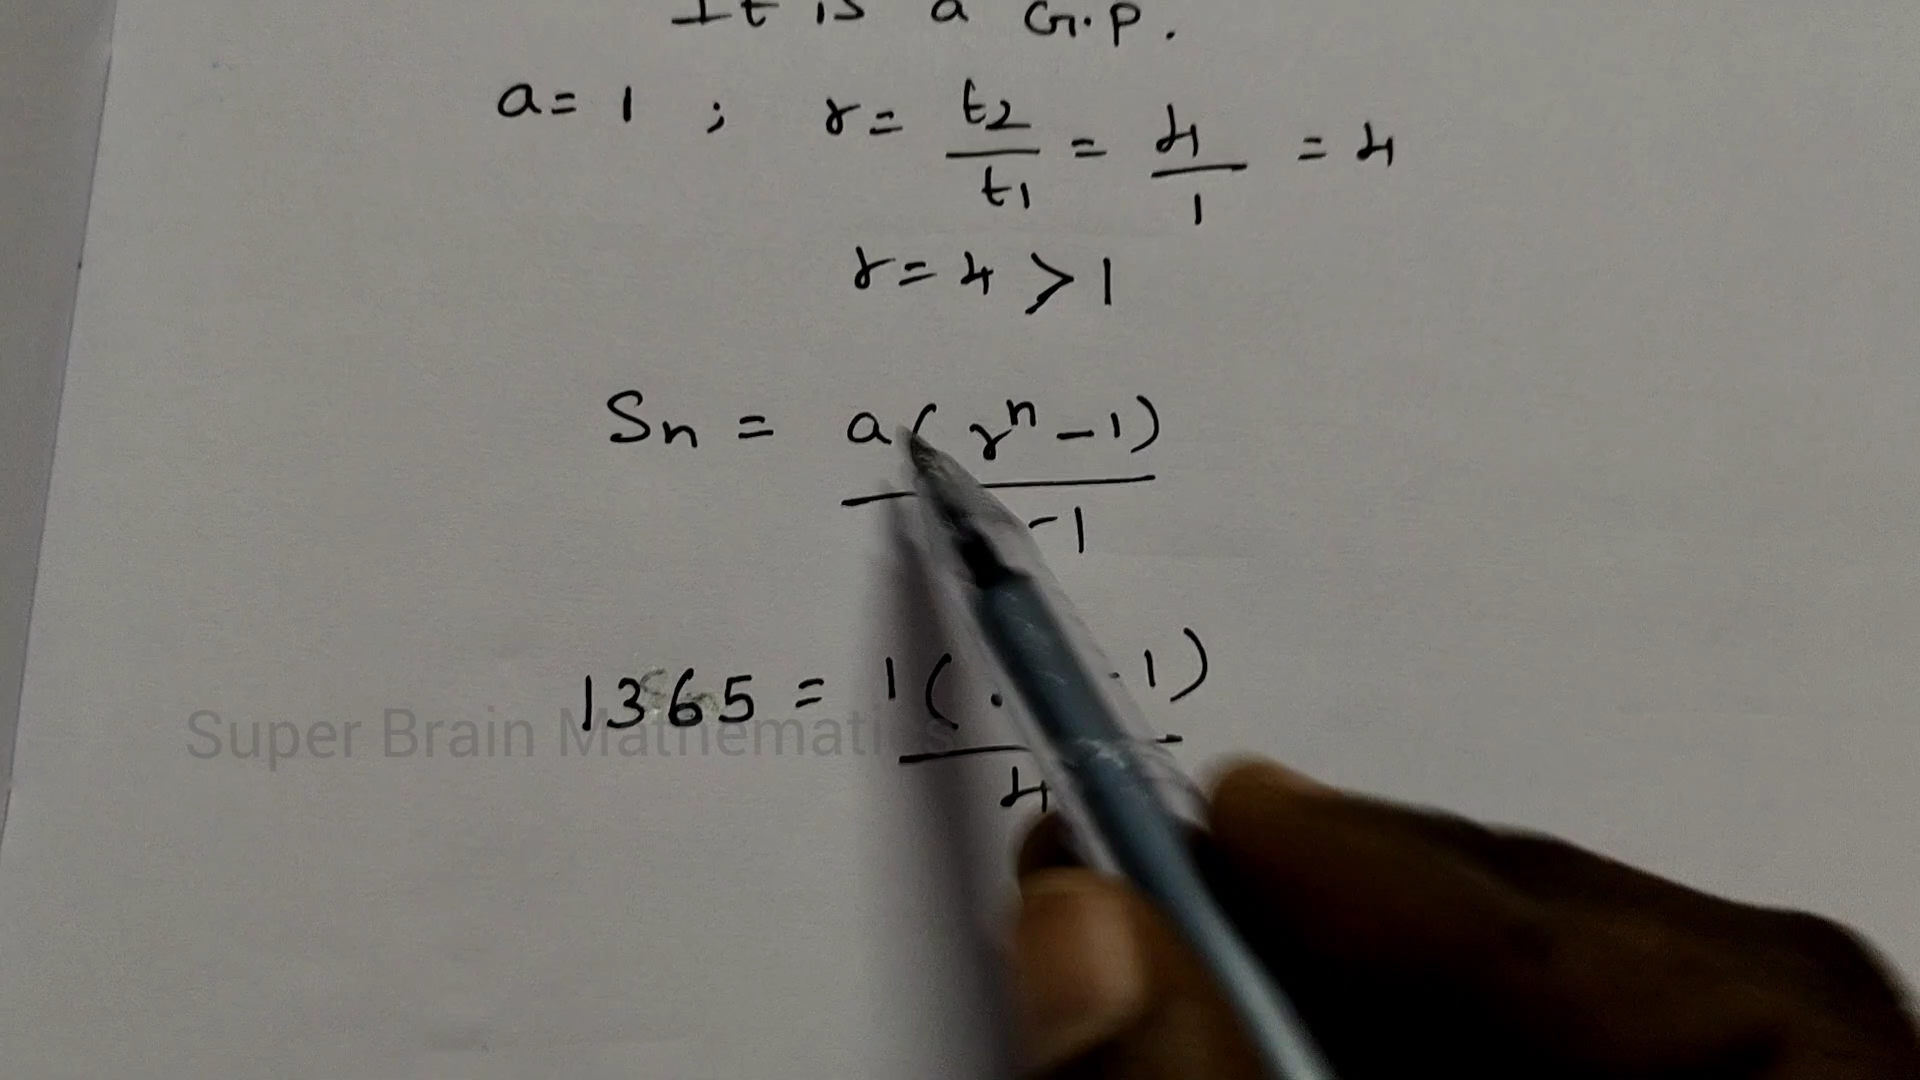 It is a G.P.
a = 1 ; r = t2/t1 = 4/1 = 4
r = 4 > 1
Sn = a(r^n - 1)/ -1
1365 = 1( -1)/4
Super Brain Mathemati s